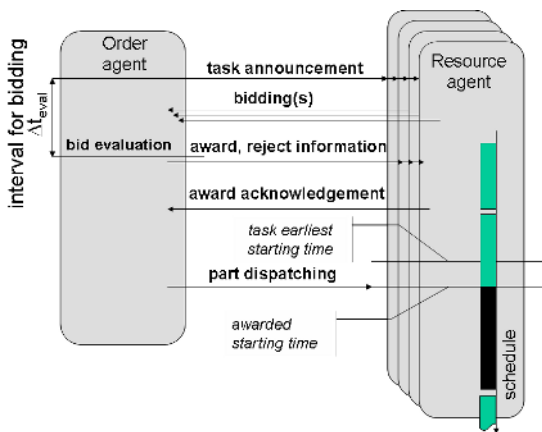 Order
agent
task announcement
Resource
agent
bidding(s)
interval for bidding
Δt_eval
bid evaluation
award, reject information
award acknowledgement
task earliest
starting time
part dispatching
awarded
starting time
schedule